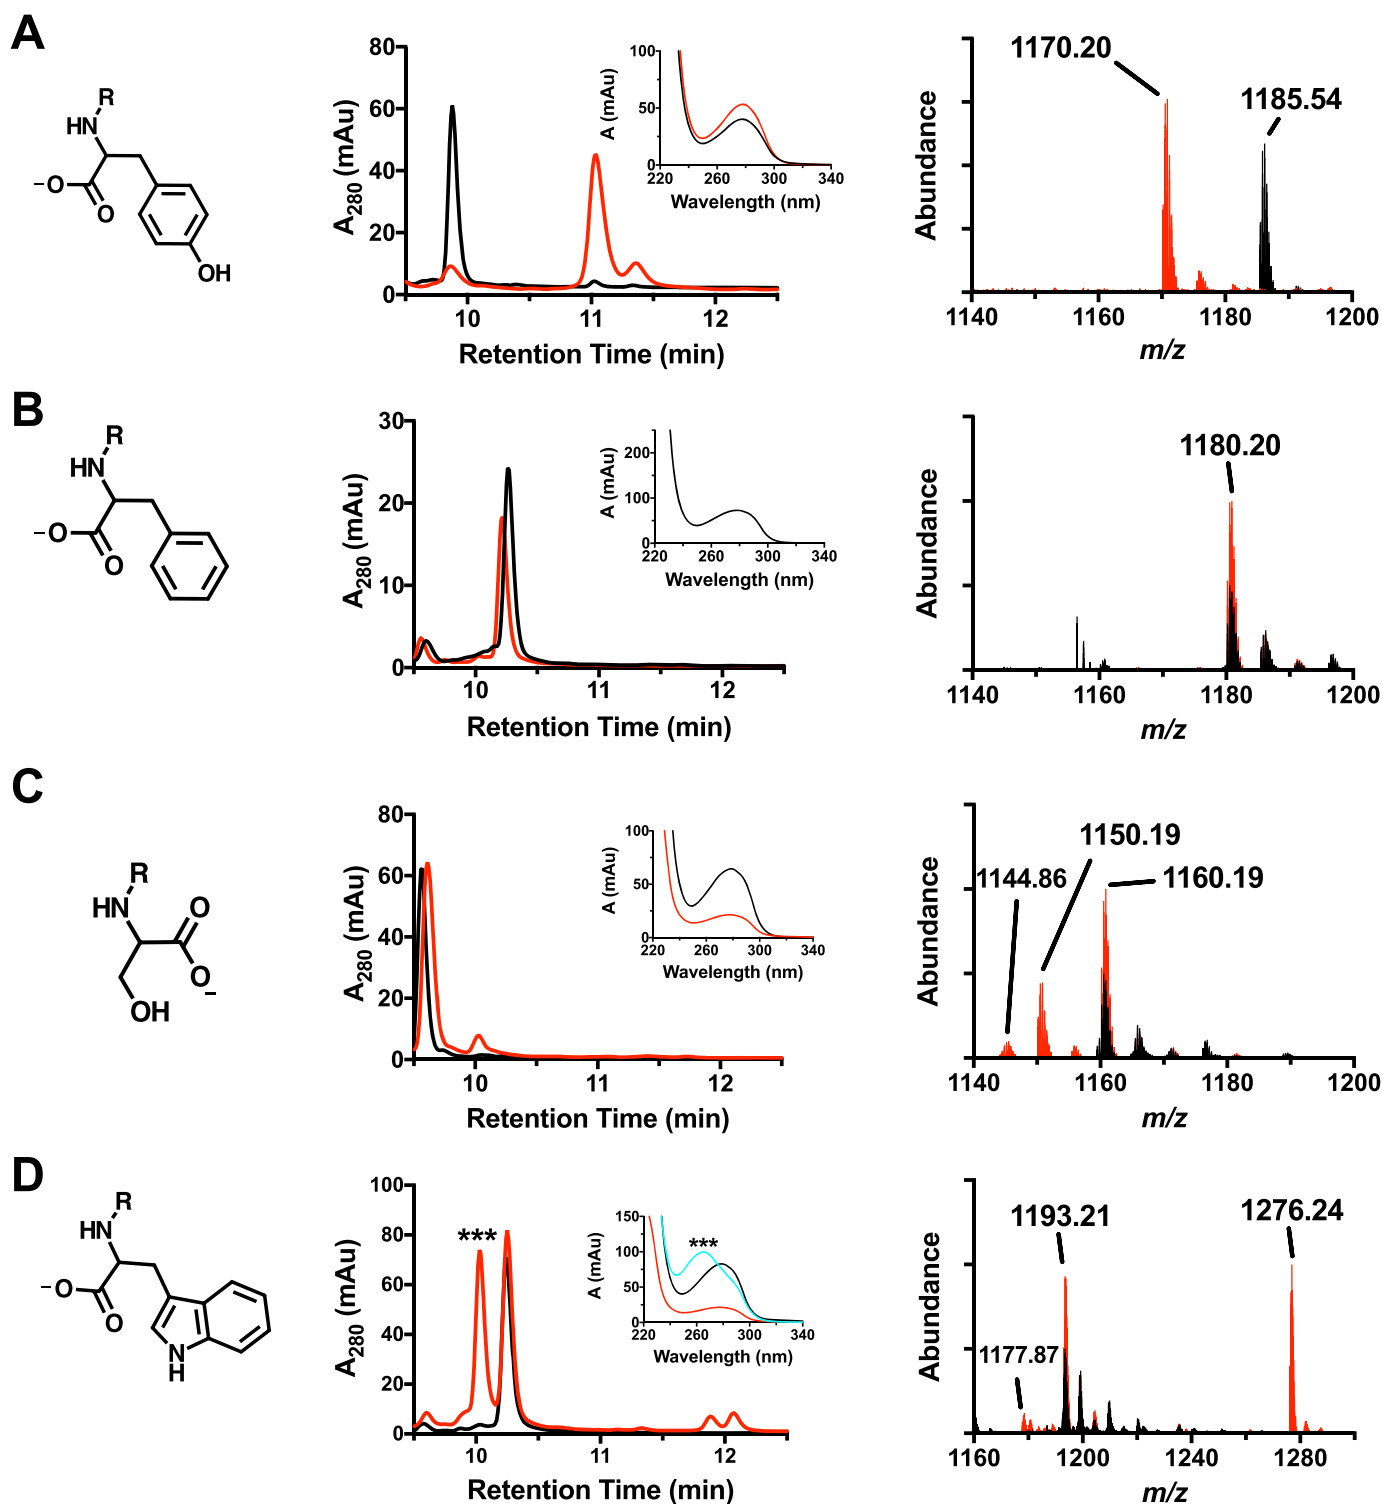 A
R
HN
–O
O
OH
80
60
40
20
0
A280 (mAu)
10
11
12
Retention Time (min)
100
50
0
A (mAu)
220
260
300
340
Wavelength (nm)
1170.20
1185.54
Abundance
1140
1160
1180
1200
m/z
B
R
HN
–O
O
30
20
10
0
A280 (mAu)
10
11
12
Retention Time (min)
200
100
0
A (mAu)
220
260
300
340
Wavelength (nm)
1180.20
Abundance
1140
1160
1180
1200
m/z
C
R
HN
O
O–
OH
80
60
40
20
0
A280 (mAu)
10
11
12
Retention Time (min)
100
50
0
A (mAu)
220
260
300
340
Wavelength (nm)
1150.19
1144.86
1160.19
Abundance
1140
1160
1180
1200
m/z
D
R
HN
–O
O
N
H
100
80
60
40
20
0
A280 (mAu)
***
10
11
12
Retention Time (min)
150
100
50
0
A (mAu)
***
220
260
300
340
Wavelength (nm)
1193.21
1276.24
1177.87
Abundance
1160
1200
1240
1280
m/z